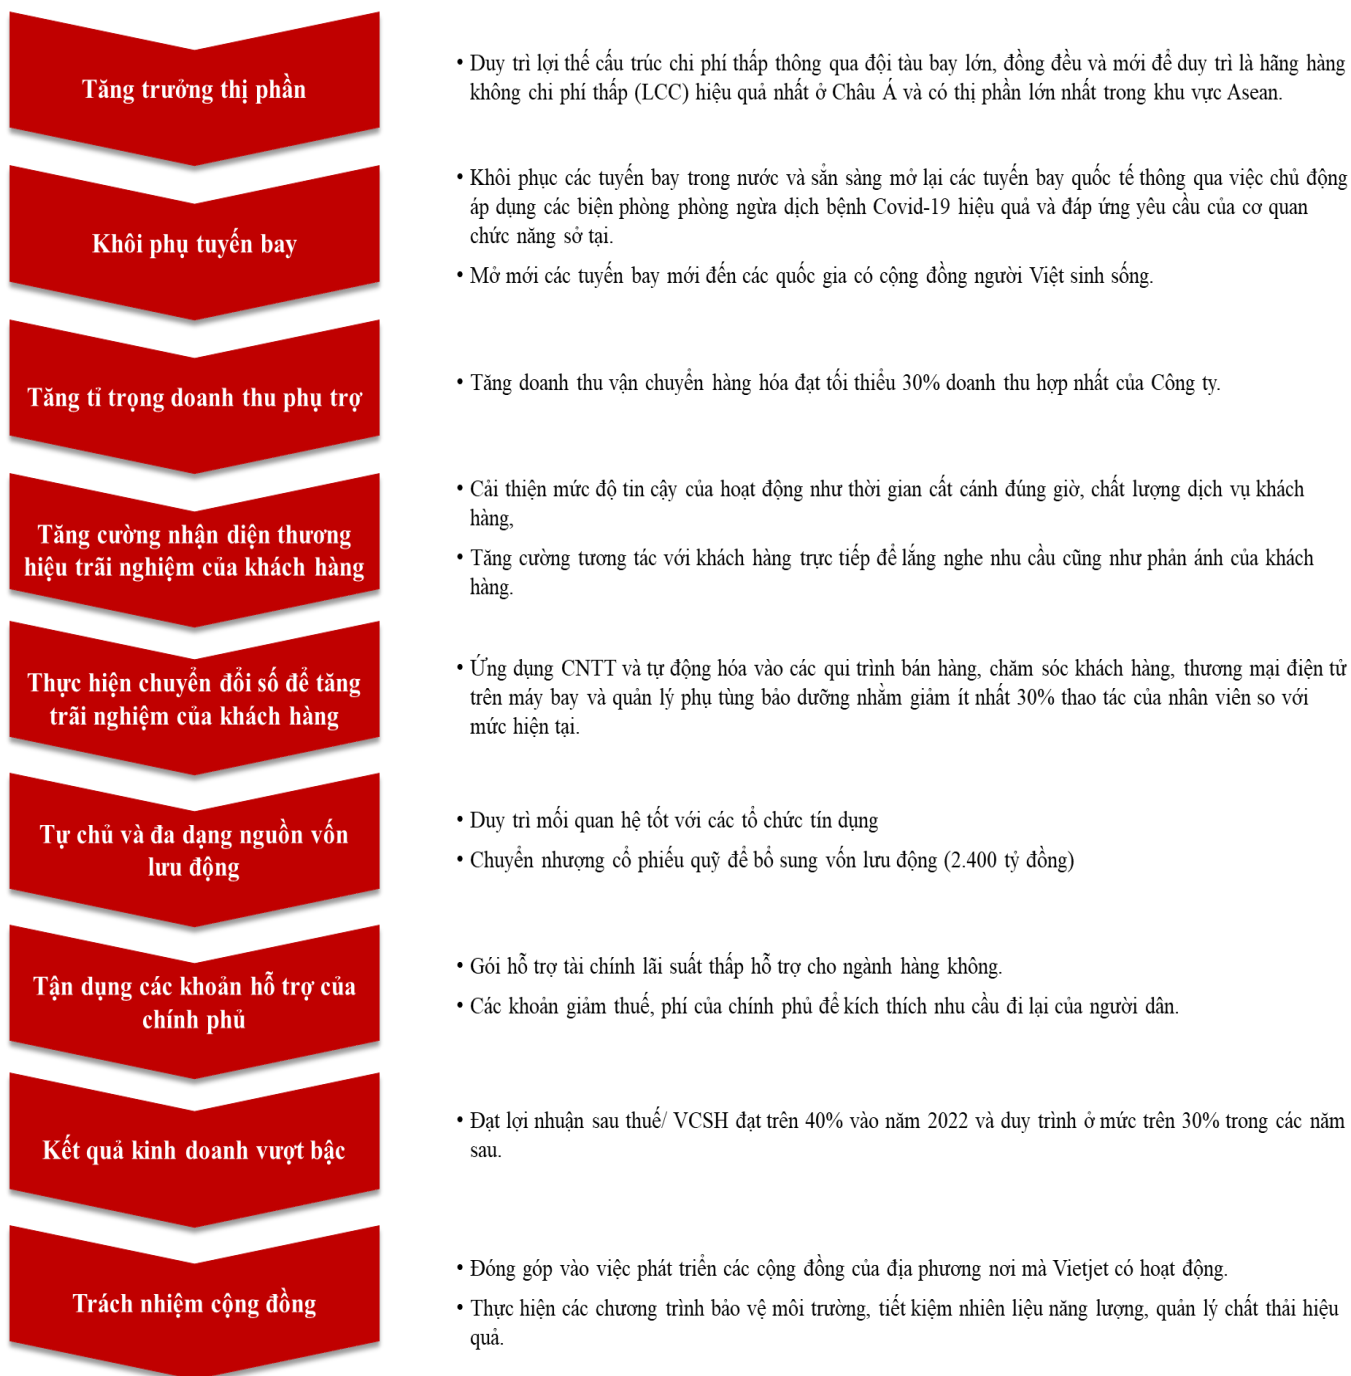 Tăng trưởng thị phần
• Duy trì lợi thế cấu trúc chi phí thấp thông qua đội tàu bay lớn, đồng đều và mới để duy trì là hãng hàng
không chi phí thấp (LCC) hiệu quả nhất ở Châu Á và có thị phần lớn nhất trong khu vực Asean.
Khôi phụ tuyến bay
• Khôi phục các tuyến bay trong nước và sẵn sàng mở lại các tuyến bay quốc tế thông qua việc chủ động
áp dụng các biện phòng phòng ngừa dịch bệnh Covid-19 hiệu quả và đáp ứng yêu cầu của cơ quan
chức năng sở tại.
• Mở mới các tuyến bay mới đến các quốc gia có cộng đồng người Việt sinh sống.
Tăng tỉ trọng doanh thu phụ trợ
• Tăng doanh thu vận chuyển hàng hóa đạt tối thiểu 30% doanh thu hợp nhất của Công ty.
Tăng cường nhận diện thương
hiệu trãi nghiệm của khách hàng
• Cải thiện mức độ tin cậy của hoạt động như thời gian cất cánh đúng giờ, chất lượng dịch vụ khách
hàng,
• Tăng cường tương tác với khách hàng trực tiếp để lắng nghe nhu cầu cũng như phản ánh của khách
hàng.
Thực hiện chuyển đổi số để tăng
trãi nghiệm của khách hàng
• Ứng dụng CNTT và tự động hóa vào các qui trình bán hàng, chăm sóc khách hàng, thương mại điện tử
trên máy bay và quản lý phụ tùng bảo dưỡng nhằm giảm ít nhất 30% thao tác của nhân viên so với
mức hiện tại.
Tự chủ và đa dạng nguồn vốn
lưu động
• Duy trì mối quan hệ tốt với các tổ chức tín dụng
• Chuyển nhượng cổ phiếu quỹ để bổ sung vốn lưu động (2.400 tỷ đồng)
Tận dụng các khoản hỗ trợ của
chính phủ
• Gói hỗ trợ tài chính lãi suất thấp hỗ trợ cho ngành hàng không.
• Các khoản giảm thuế, phí của chính phủ để kích thích nhu cầu đi lại của người dân.
Kết quả kinh doanh vượt bậc
• Đạt lợi nhuận sau thuế/ VCSH đạt trên 40% vào năm 2022 và duy trình ở mức trên 30% trong các năm
sau.
Trách nhiệm cộng đồng
• Đóng góp vào việc phát triển các cộng đồng của địa phương nơi mà Vietjet có hoạt động.
• Thực hiện các chương trình bảo vệ môi trường, tiết kiệm nhiên liệu năng lượng, quản lý chất thải hiệu
quả.